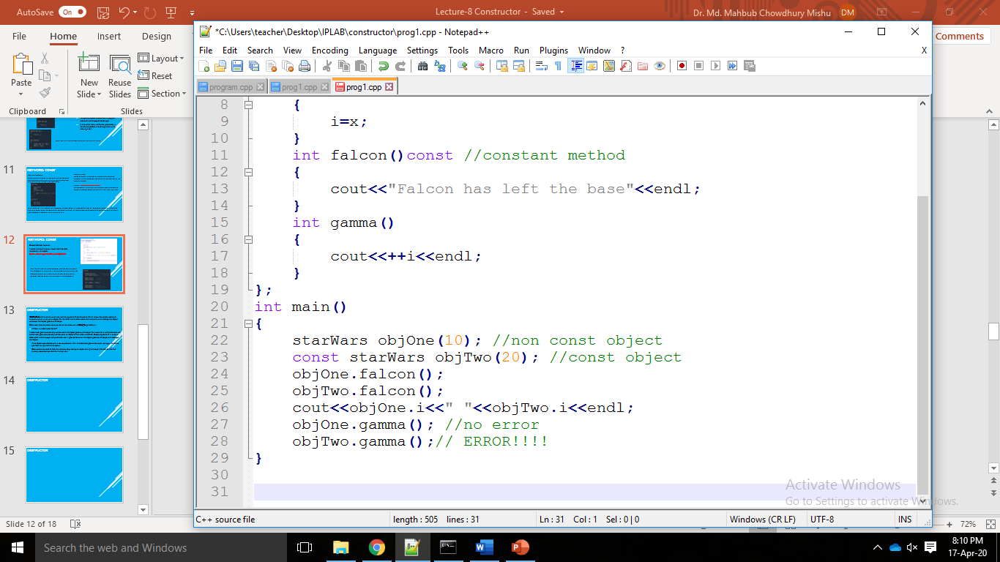 AutoSave On
Lecture-8 Constructor - Saved
Dr. Md. Mahbub Chowdhury Mishu DM
File Home Insert Design
Comments
Paste
New Slide
Reuse Slides
Layout
Reset
Section
Clipboard
Slides
11
KEYWORD: CONST
12
KEYWORD: CONST
13
DESTRUCTOR
14
DESTRUCTOR
15
DESTRUCTOR
*C:\Users\teacher\Desktop\IPLAB\constructor\prog1.cpp - Notepad++
File Edit Search View Encoding Language Settings Tools Macro Run Plugins Window ? X
program.cpp prog1.cpp prog1.cpp
8 {
9 i=x;
10 }
11 int falcon()const //constant method
12 {
13 cout<<"Falcon has left the base"<<endl;
14 }
15 int gamma()
16 {
17 cout<<++i<<endl;
18 }
19 };
20 int main()
21 {
22 starWars objOne(10); //non const object
23 const starWars objTwo(20); //const object
24 objOne.falcon();
25 objTwo.falcon();
26 cout<<objOne.i<<" "<<objTwo.i<<endl;
27 objOne.gamma(); //no error
28 objTwo.gamma();// ERROR!!!!
29 }
30
31
Activate Windows
Go to Settings to activate Windows.
C++ source file length : 505 lines : 31 Ln : 31 Col : 1 Sel : 0 | 0 Windows (CR LF) UTF-8 INS
Slide 12 of 18
72%
Search the web and Windows
8:10 PM
17-Apr-20